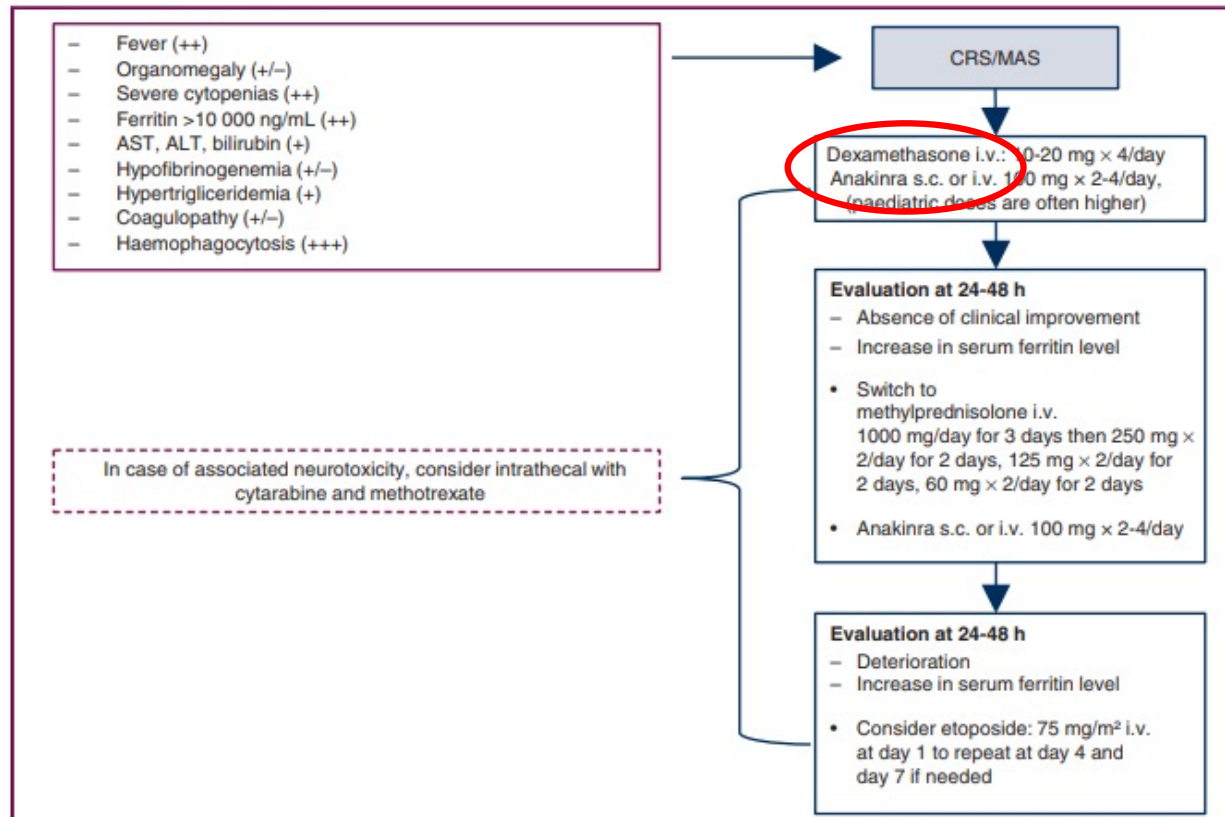 – Fever (++)
– Organomegaly (+/–)
– Severe cytopenias (++)
– Ferritin >10 000 ng/mL (++)
– AST, ALT, bilirubin (+)
– Hypofibrinogenemia (+/–)
– Hypertrigliceridemia (+)
– Coagulopathy (+/–)
– Haemophagocytosis (+++)
CRS/MAS
Dexamethasone i.v.: 10-20 mg × 4/day
Anakinra s.c. or i.v. 100 mg × 2-4/day,
(paediatric doses are often higher)
Evaluation at 24-48 h
– Absence of clinical improvement
– Increase in serum ferritin level
• Switch to
methylprednisolone i.v.
1000 mg/day for 3 days then 250 mg ×
2/day for 2 days, 125 mg × 2/day for
2 days, 60 mg × 2/day for 2 days
• Anakinra s.c. or i.v. 100 mg × 2-4/day
In case of associated neurotoxicity, consider intrathecal with
cytarabine and methotrexate
Evaluation at 24-48 h
– Deterioration
– Increase in serum ferritin level
• Consider etoposide: 75 mg/m² i.v.
at day 1 to repeat at day 4 and
day 7 if needed